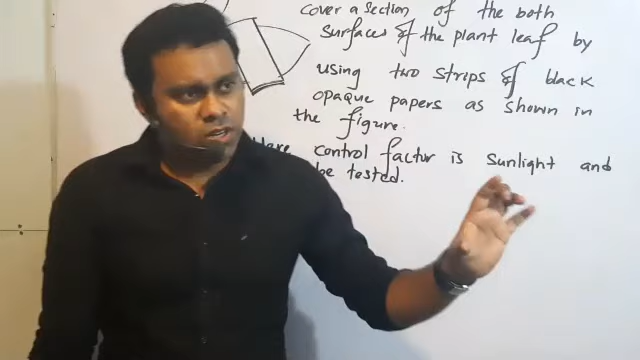 cover a section of the both
surfaces of the plant leaf by
using two strips of black
opaque papers as shown in
the figure.
Here control factor is sunlight and
be tested.